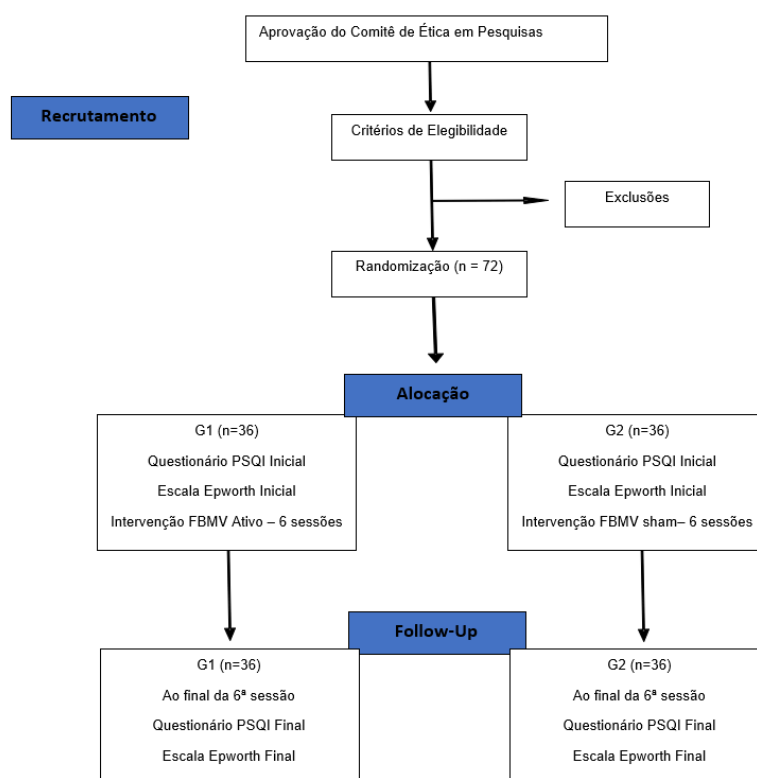 Aprovação do Comitê de Ética em Pesquisas
Recrutamento
Critérios de Elegibilidade
Exclusões
Randomização (n = 72)
Alocação
G1 (n=36)
Questionário PSQI Inicial
Escala Epworth Inicial
Intervenção FBMV Ativo – 6 sessões
G2 (n=36)
Questionário PSQI Inicial
Escala Epworth Inicial
Intervenção FBMV sham– 6 sessões
Follow-Up
G1 (n=36)
Ao final da 6ª sessão
Questionário PSQI Final
Escala Epworth Final
G2 (n=36)
Ao final da 6ª sessão
Questionário PSQI Final
Escala Epworth Final